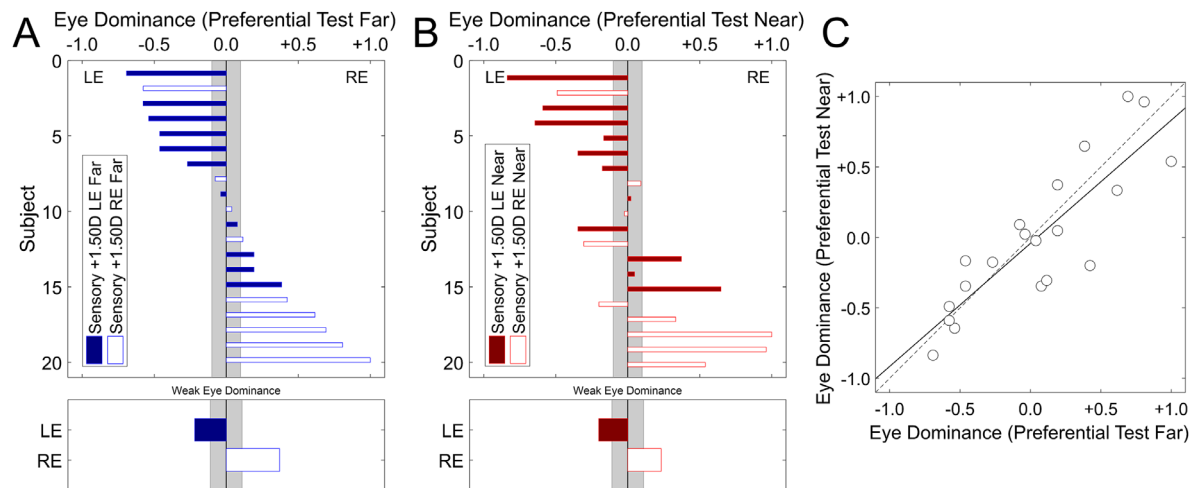 A
Eye Dominance (Preferential Test Far)
-1.0 -0.5 0.0 +0.5 +1.0
LE RE
0
5
10
15
20
Subject
Sensory +1.50D LE Far
Sensory +1.50D RE Far
Weak Eye Dominance
LE
RE
B
Eye Dominance (Preferential Test Near)
-1.0 -0.5 0.0 +0.5 +1.0
LE RE
0
5
10
15
20
Subject
Sensory +1.50D LE Near
Sensory +1.50D RE Near
Weak Eye Dominance
LE
RE
C
Eye Dominance (Preferential Test Near)
+1.0
+0.5
0.0
-0.5
-1.0
-1.0 -0.5 0.0 +0.5 +1.0
Eye Dominance (Preferential Test Far)